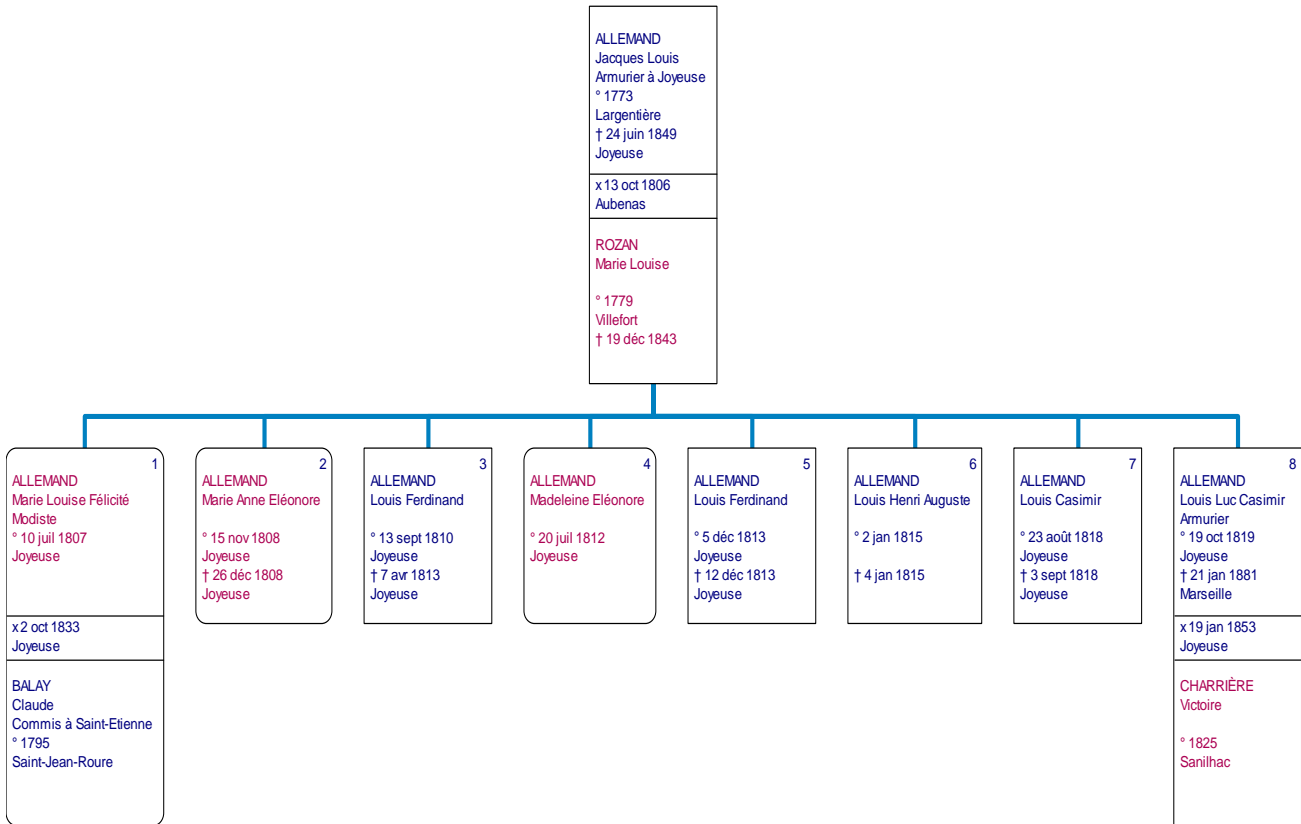 ALLEMAND
Jacques Louis
Armurier à Joyeuse
° 1773
Largentière
† 24 juin 1849
Joyeuse
x 13 oct 1806
Aubenas
ROZAN
Marie Louise
° 1779
Villefort
† 19 déc 1843
1
ALLEMAND
Marie Louise Félicité
Modiste
° 10 juil 1807
Joyeuse
x 2 oct 1833
Joyeuse
BALAY
Claude
Commis à Saint-Etienne
° 1795
Saint-Jean-Roure
2
ALLEMAND
Marie Anne Eléonore
° 15 nov 1808
Joyeuse
† 26 déc 1808
Joyeuse
3
ALLEMAND
Louis Ferdinand
° 13 sept 1810
Joyeuse
† 7 avr 1813
Joyeuse
4
ALLEMAND
Madeleine Eléonore
° 20 juil 1812
Joyeuse
5
ALLEMAND
Louis Ferdinand
° 5 déc 1813
Joyeuse
† 12 déc 1813
Joyeuse
6
ALLEMAND
Louis Henri Auguste
° 2 jan 1815
† 4 jan 1815
7
ALLEMAND
Louis Casimir
° 23 août 1818
Joyeuse
† 3 sept 1818
Joyeuse
8
ALLEMAND
Louis Luc Casimir
Armurier
° 19 oct 1819
Joyeuse
† 21 jan 1881
Marseille
x 19 jan 1853
Joyeuse
CHARRIÈRE
Victoire
° 1825
Sanilhac